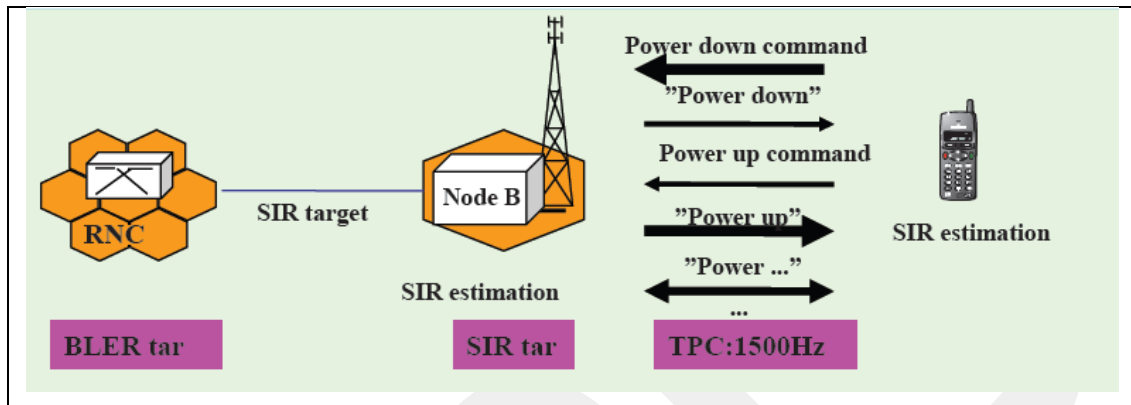 Power down command
”Power down”
Power up command
Node B
SIR target
RNC
"Power up"
SIR estimation
”Power ...”
SIR estimation
...
BLER tar
SIR tar
TPC:1500Hz